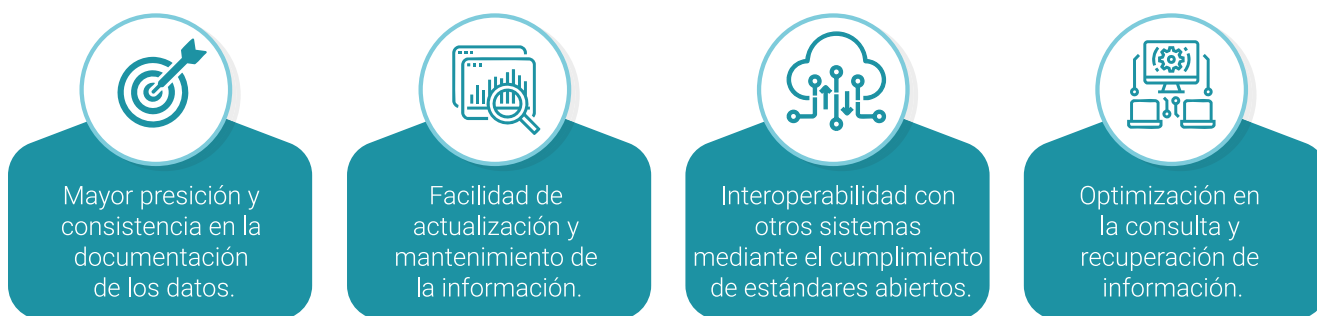 Mayor presición y
consistencia en la
documentación
de los datos.
Facilidad de
actualización y
mantenimiento de
la información.
Interoperabilidad con
otros sistemas
mediante el cumplimiento
de estándares abiertos.
Optimización en
la consulta y
recuperación de
información.